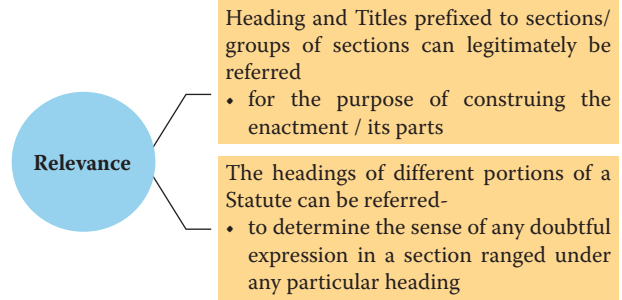 Relevance
Heading and Titles prefixed to sections/
groups of sections can legitimately be
referred
• for the purpose of construing the
enactment / its parts
The headings of different portions of a
Statute can be referred-
• to determine the sense of any doubtful
expression in a section ranged under
any particular heading